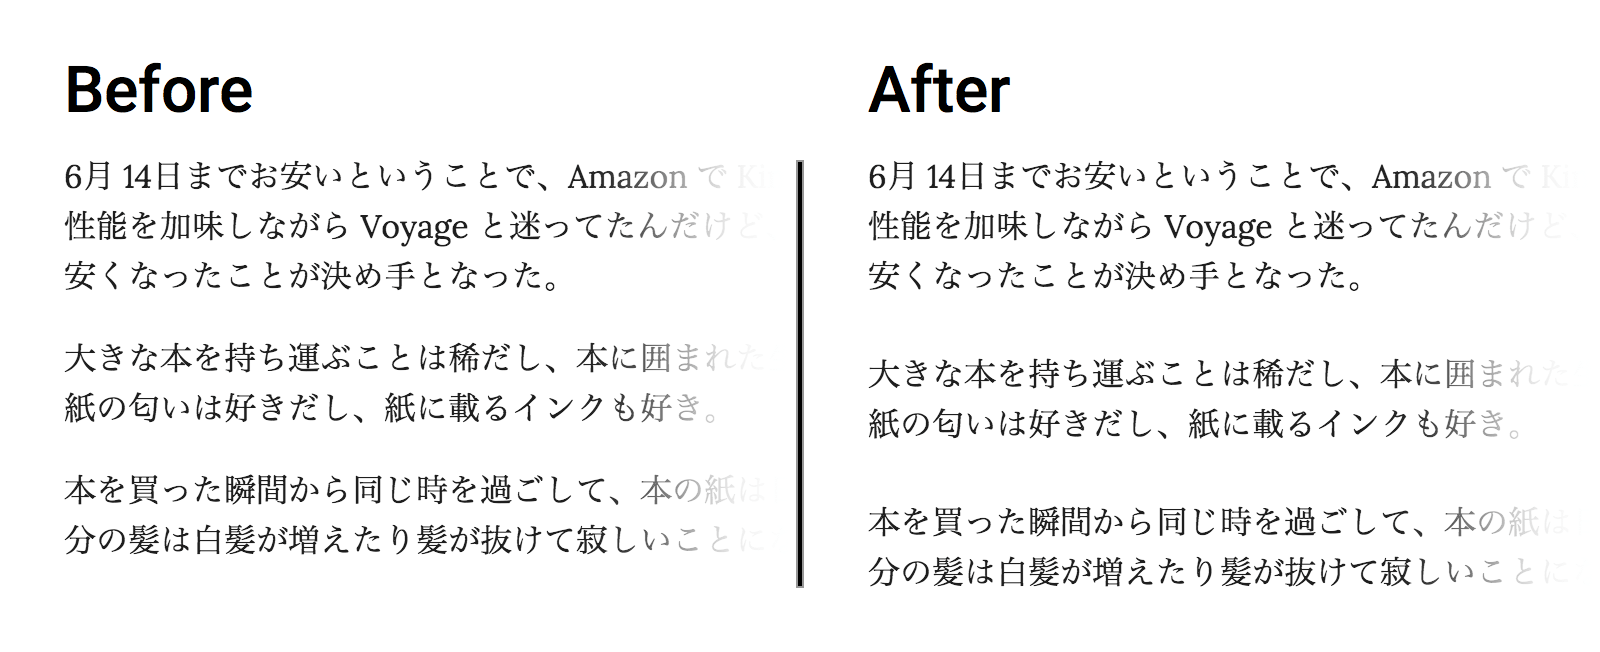 Before
6月 14日までお安いということで、Amazon で Ki
性能を加味しながら Voyage と迷ってたんだけど
安くなったことが決め手となった。
大きな本を持ち運ぶことは稀だし、本に囲まれた
紙の匂いは好きだし、紙に載るインクも好き。
本を買った瞬間から同じ時を過ごして、本の紙は
分の髪は白髪が増えたり髪が抜けて寂しいことに
After
6月 14日までお安いということで、Amazon で Ki
性能を加味しながら Voyage と迷ってたんだけど
安くなったことが決め手となった。
大きな本を持ち運ぶことは稀だし、本に囲まれた
紙の匂いは好きだし、紙に載るインクも好き。
本を買った瞬間から同じ時を過ごして、本の紙は
分の髪は白髪が増えたり髪が抜けて寂しいことに